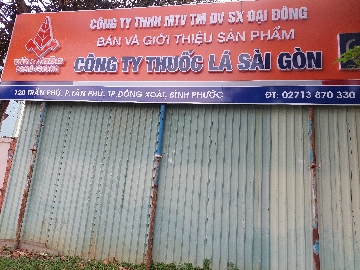 CÔNG TY TNHH MTV TM DV SX ĐẠI ĐÔNG
BÁN VÀ GIỚI THIỆU SẢN PHẨM
CÔNG TY THUỐC LÁ SÀI GÒN
720 TRẦN PHÚ, P.TÂN PHÚ, TP.ĐỒNG XOÀI, BÌNH PHƯỚC ĐT: 02713 870 330